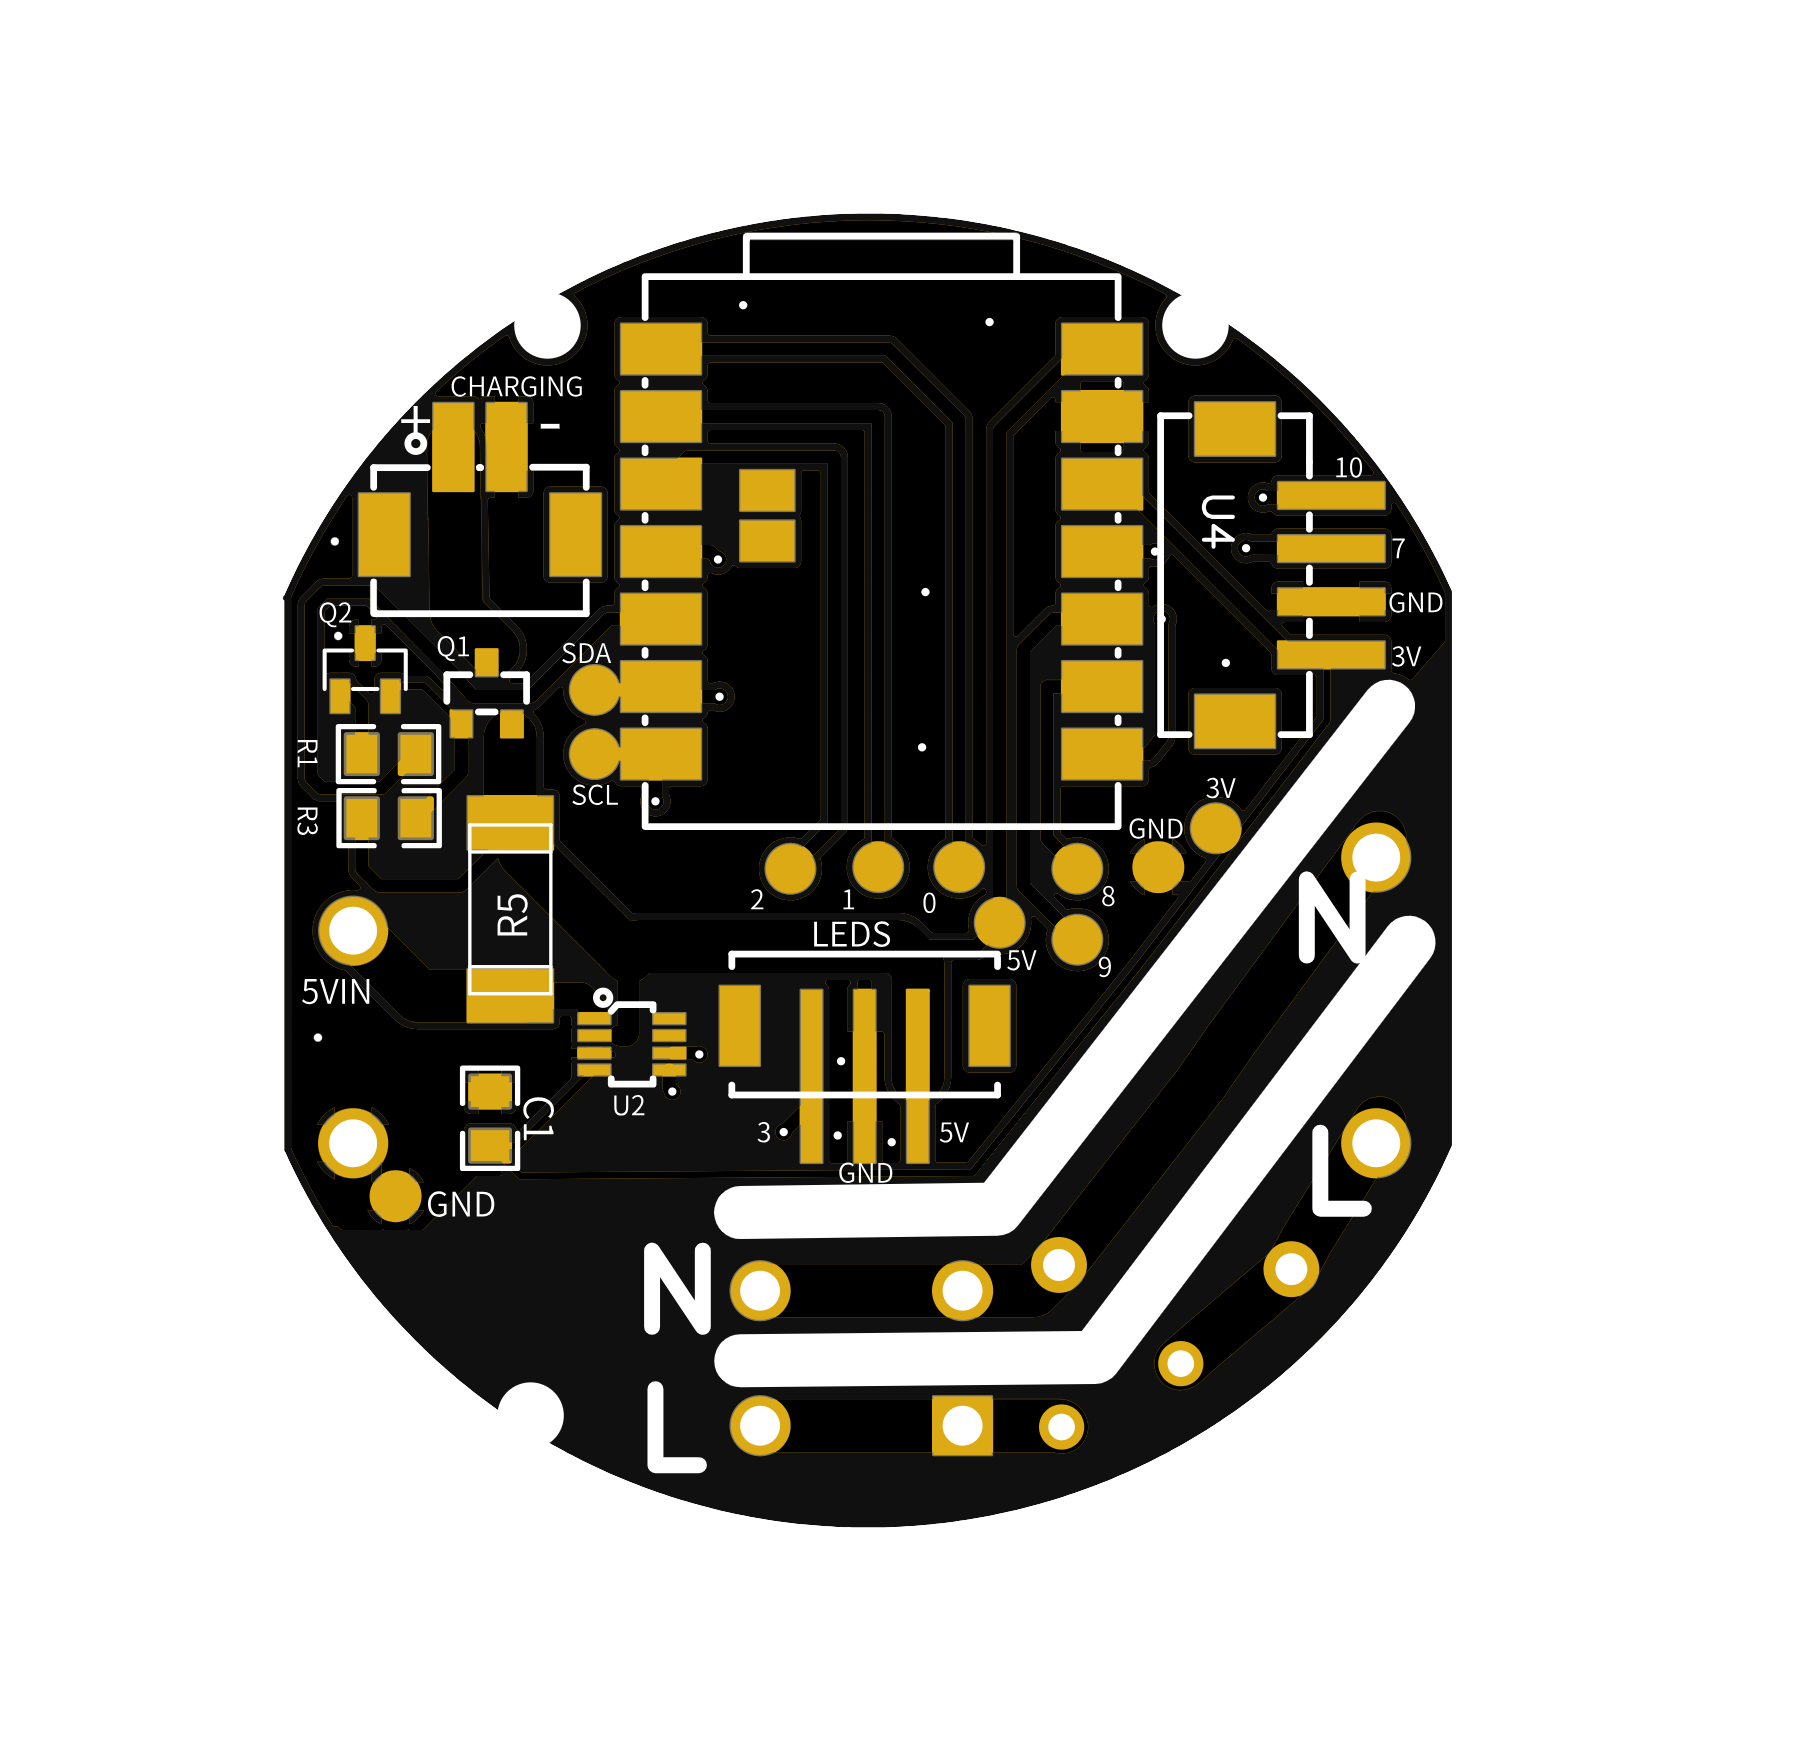 CHARGING
+ -
10
U4
7
GND
3V
Q2
Q1
SDA
R1
SCL
3V
R3
GND
2
1
0
8
R5
LEDS
5V
9
5VIN
U2
C1
3
5V
GND
GND
N
L
N
L